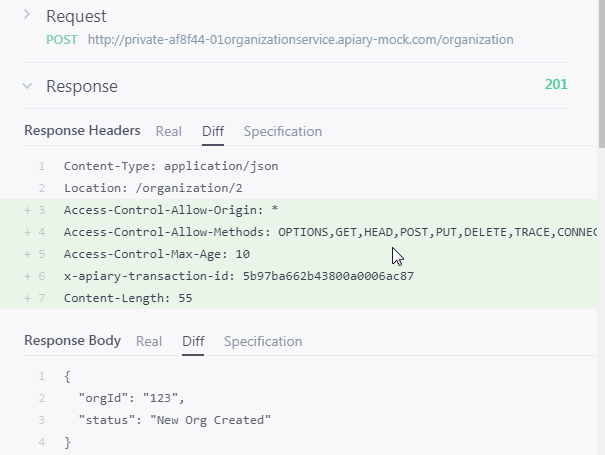 Request
POST http://private-af8f44-01organizationservice.apiary-mock.com/organization
Response 201
Response Headers Real Diff Specification
1 Content-Type: application/json
2 Location: /organization/2
+ 3 Access-Control-Allow-Origin: *
+ 4 Access-Control-Allow-Methods: OPTIONS,GET,HEAD,POST,PUT,DELETE,TRACE,CONNEC
+ 5 Access-Control-Max-Age: 10
+ 6 x-apiary-transaction-id: 5b97ba662b43800a0006ac87
+ 7 Content-Length: 55
Response Body Real Diff Specification
1 {
2 "orgId": "123",
3 "status": "New Org Created"
4 }